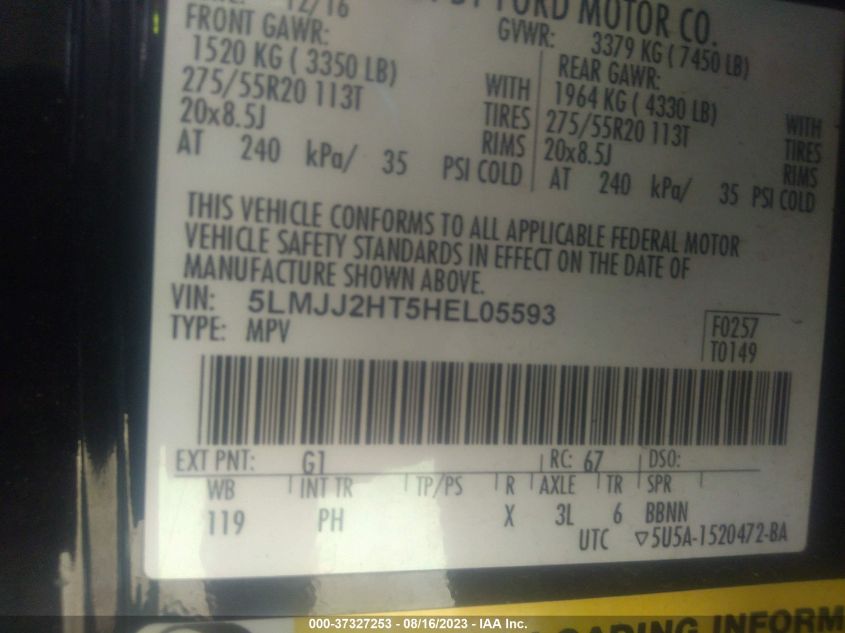 12/16
BY FORD MOTOR CO.
FRONT GAWR:
GVWR: 3379 KG ( 7450 LB)
1520 KG ( 3350 LB)
REAR GAWR:
275/55R20 113T WITH
1964 KG ( 4330 LB) WITH
20x8.5J TIRES
275/55R20 113T TIRES
RIMS
20x8.5J RIMS
AT 240 kPa/ 35 PSI COLD
AT 240 kPa/ 35 PSI COLD
THIS VEHICLE CONFORMS TO ALL APPLICABLE FEDERAL MOTOR
VEHICLE SAFETY STANDARDS IN EFFECT ON THE DATE OF
MANUFACTURE SHOWN ABOVE.
VIN: 5LMJJ2HT5HEL05593
TYPE: MPV
F0257
T0149
EXT PNT: G1 RC: 67 DSO:
WB INT TR TP/PS R AXLE TR SPR
119 PH X 3L 6 BBNN
UTC ▽5U5A-1520472-BA
000-37327253 - 08/16/2023 - IAA Inc.